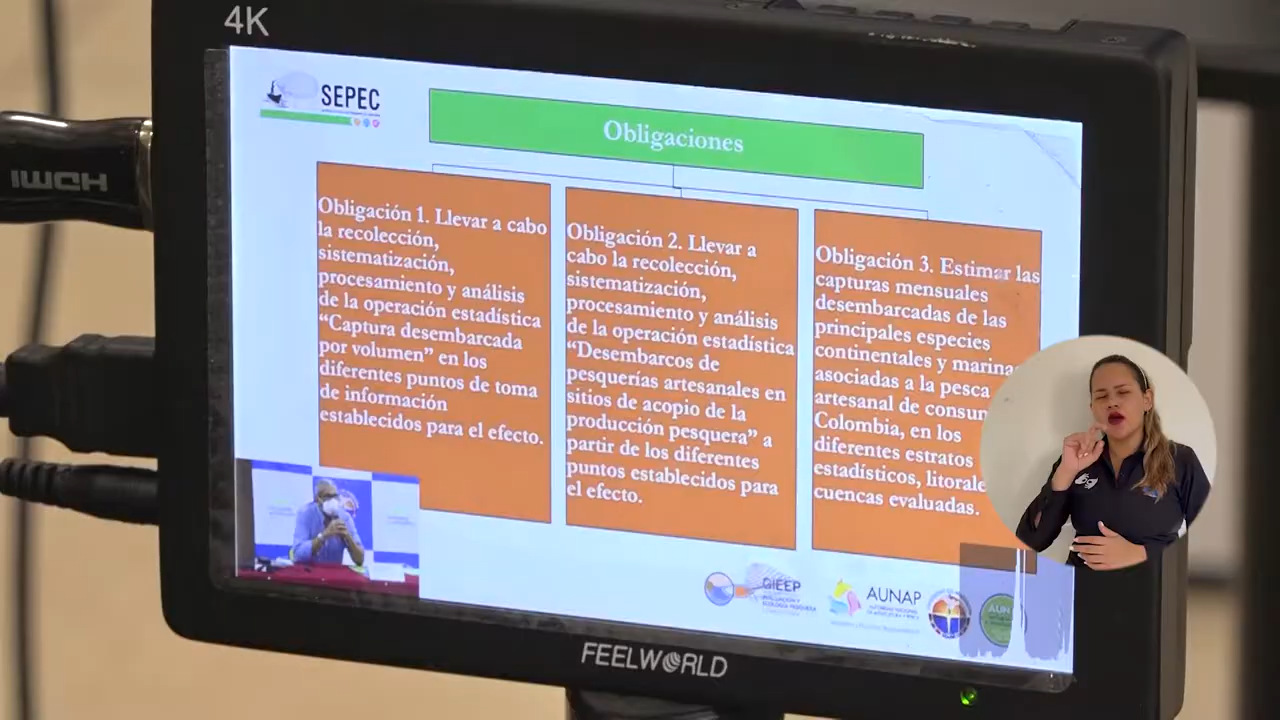 4K
SEPEC
Obligaciones
Obligación 1. Llevar a cabo
la recolección,
sistematización,
procesamiento y análisis
de la operación estadística
“Captura desembarcada
por volumen” en los
diferentes puntos de toma
de información
establecidos para el efecto.
Obligación 2. Llevar a
cabo la recolección,
sistematización,
procesamiento y análisis
de la operación estadística
“Desembarcos de
pesquerías artesanales en
sitios de acopio de la
producción pesquera” a
partir de los diferentes
puntos establecidos para
el efecto.
Obligación 3. Estimar las
capturas mensuales
desembarcadas de las
principales especies
continentales y marina
asociadas a la pesca
artesanal de consum
Colombia, en los
diferentes estratos
estadísticos, litorale
cuencas evaluadas.
HDMI
GIEEP
AUNAP
AUN
FEELWORLD